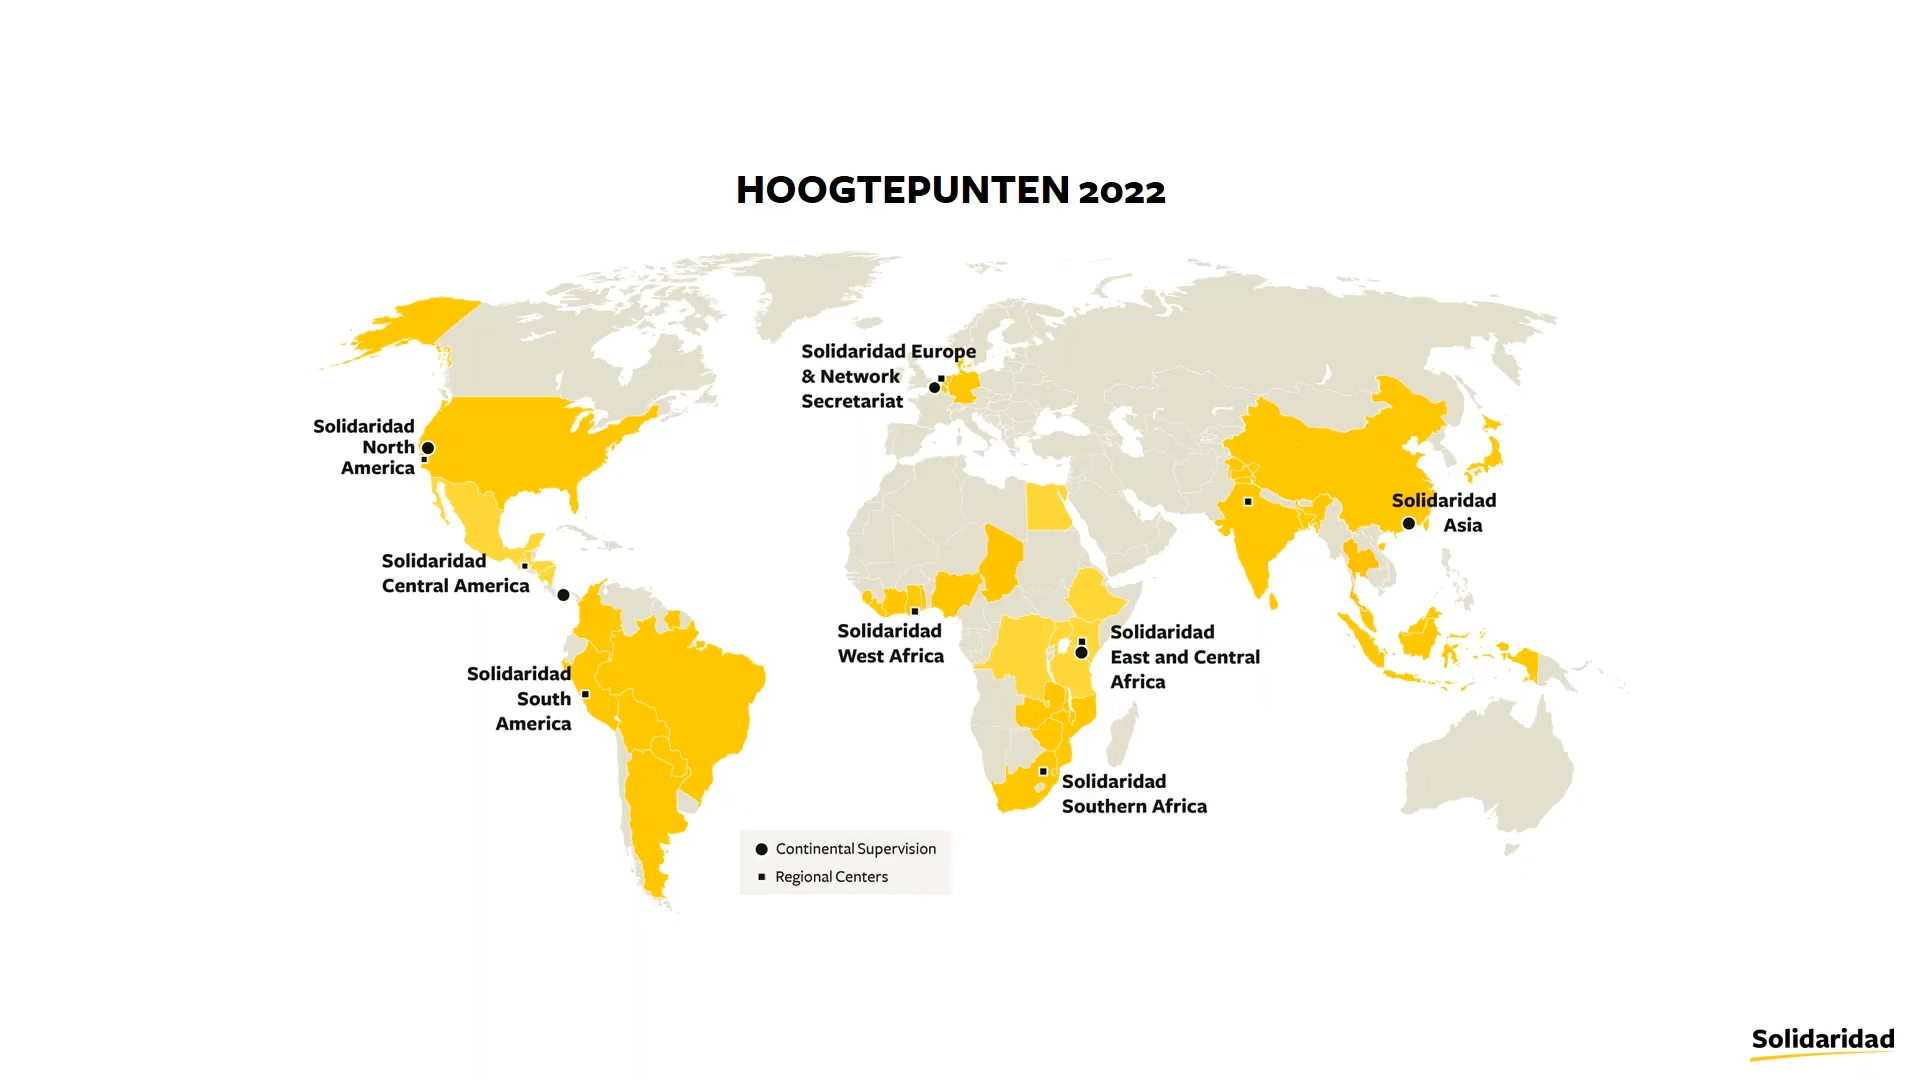 HOOGTEPUNTEN 2022
Solidaridad Europe
& Network
Secretariat
Solidaridad
North
America
Solidaridad
Asia
Solidaridad
Central America
Solidaridad
West Africa
Solidaridad
East and Central
Africa
Solidaridad
South
America
Solidaridad
Southern Africa
Continental Supervision
Regional Centers
Solidaridad